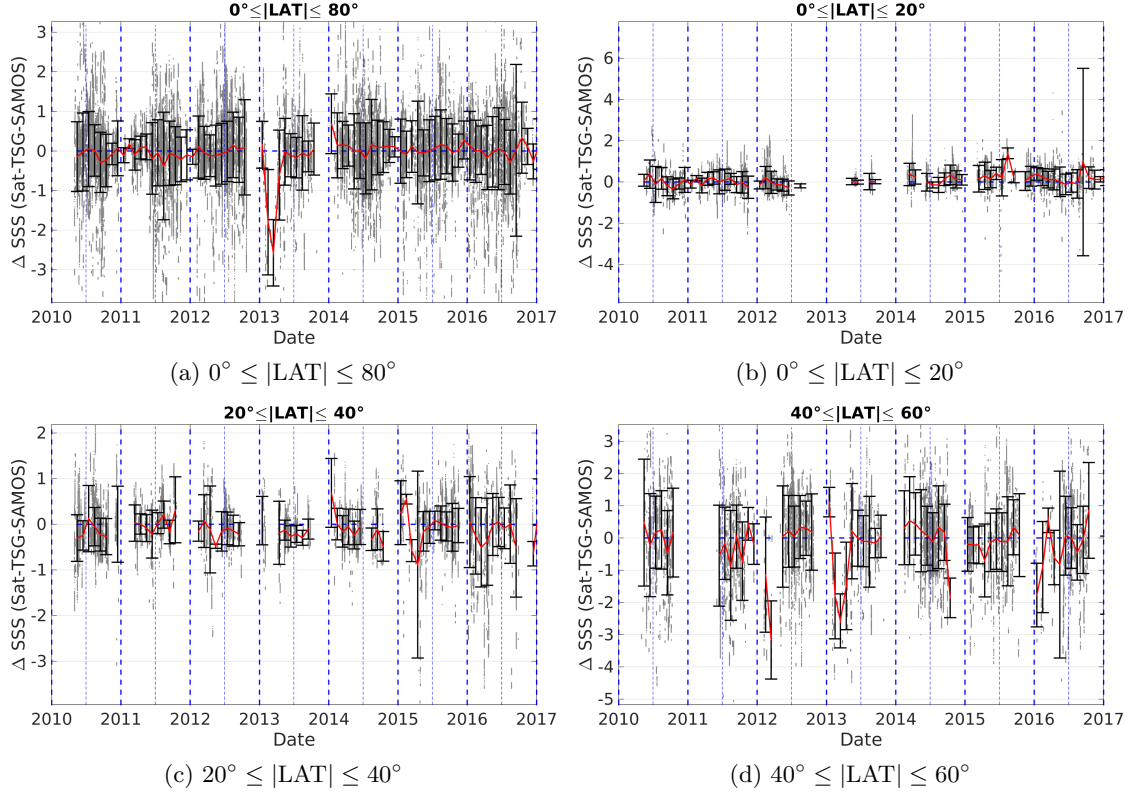 0°≤|LAT|≤ 80°
Δ SSS (Sat-TSG-SAMOS)
3
2
1
0
-1
-2
-3
2010 2011 2012 2013 2014 2015 2016 2017
Date
(a) 0° ≤ |LAT| ≤ 80°
0°≤|LAT|≤ 20°
Δ SSS (Sat-TSG-SAMOS)
6
4
2
0
-2
-4
2010 2011 2012 2013 2014 2015 2016 2017
Date
(b) 0° ≤ |LAT| ≤ 20°
20°≤|LAT|≤ 40°
Δ SSS (Sat-TSG-SAMOS)
2
1
0
-1
-2
-3
2010 2011 2012 2013 2014 2015 2016 2017
Date
(c) 20° ≤ |LAT| ≤ 40°
40°≤|LAT|≤ 60°
Δ SSS (Sat-TSG-SAMOS)
3
2
1
0
-1
-2
-3
-4
-5
2010 2011 2012 2013 2014 2015 2016 2017
Date
(d) 40° ≤ |LAT| ≤ 60°